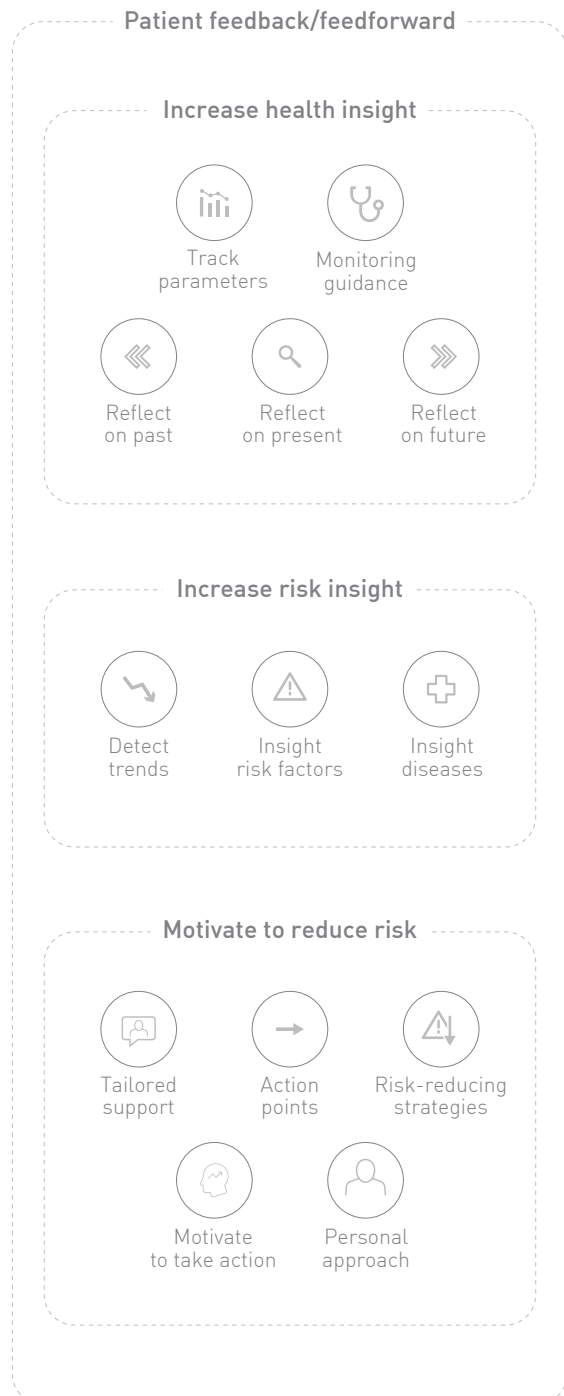 Patient feedback/feedforward
Increase health insight
Track
parameters
Monitoring
guidance
Reflect
on past
Reflect
on present
Reflect
on future
Increase risk insight
Detect
trends
Insight
risk factors
Insight
diseases
Motivate to reduce risk
Tailored
support
Action
points
Risk-reducing
strategies
Motivate
to take action
Personal
approach